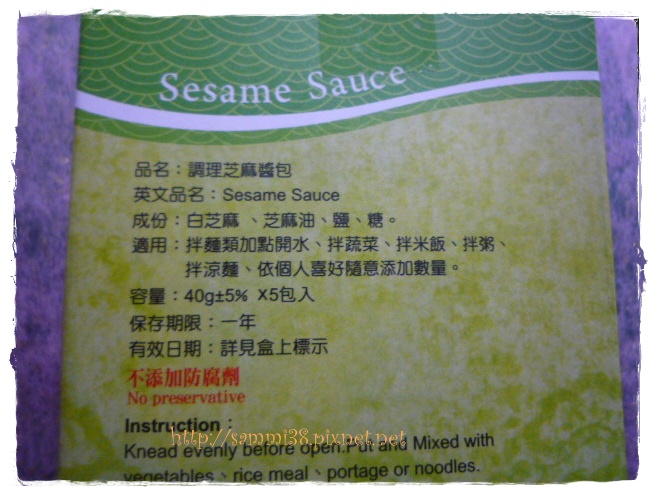 Sesame Sauce
品名：調理芝麻醬包
英文品名：Sesame Sauce
成份：白芝麻、芝麻油、鹽、糖。
適用：拌麵類加點開水、拌蔬菜、拌米飯、拌粥、
拌涼麵、依個人喜好隨意添加數量。
容量：40g±5% X5包入
保存期限：一年
有效日期：詳見盒上標示
不添加防腐劑
No preservative
Instruction：
http://sammi38.pixnet.net
Knead evenly before open.Put and Mixed with
vegetables、rice meal、portage or noodles.